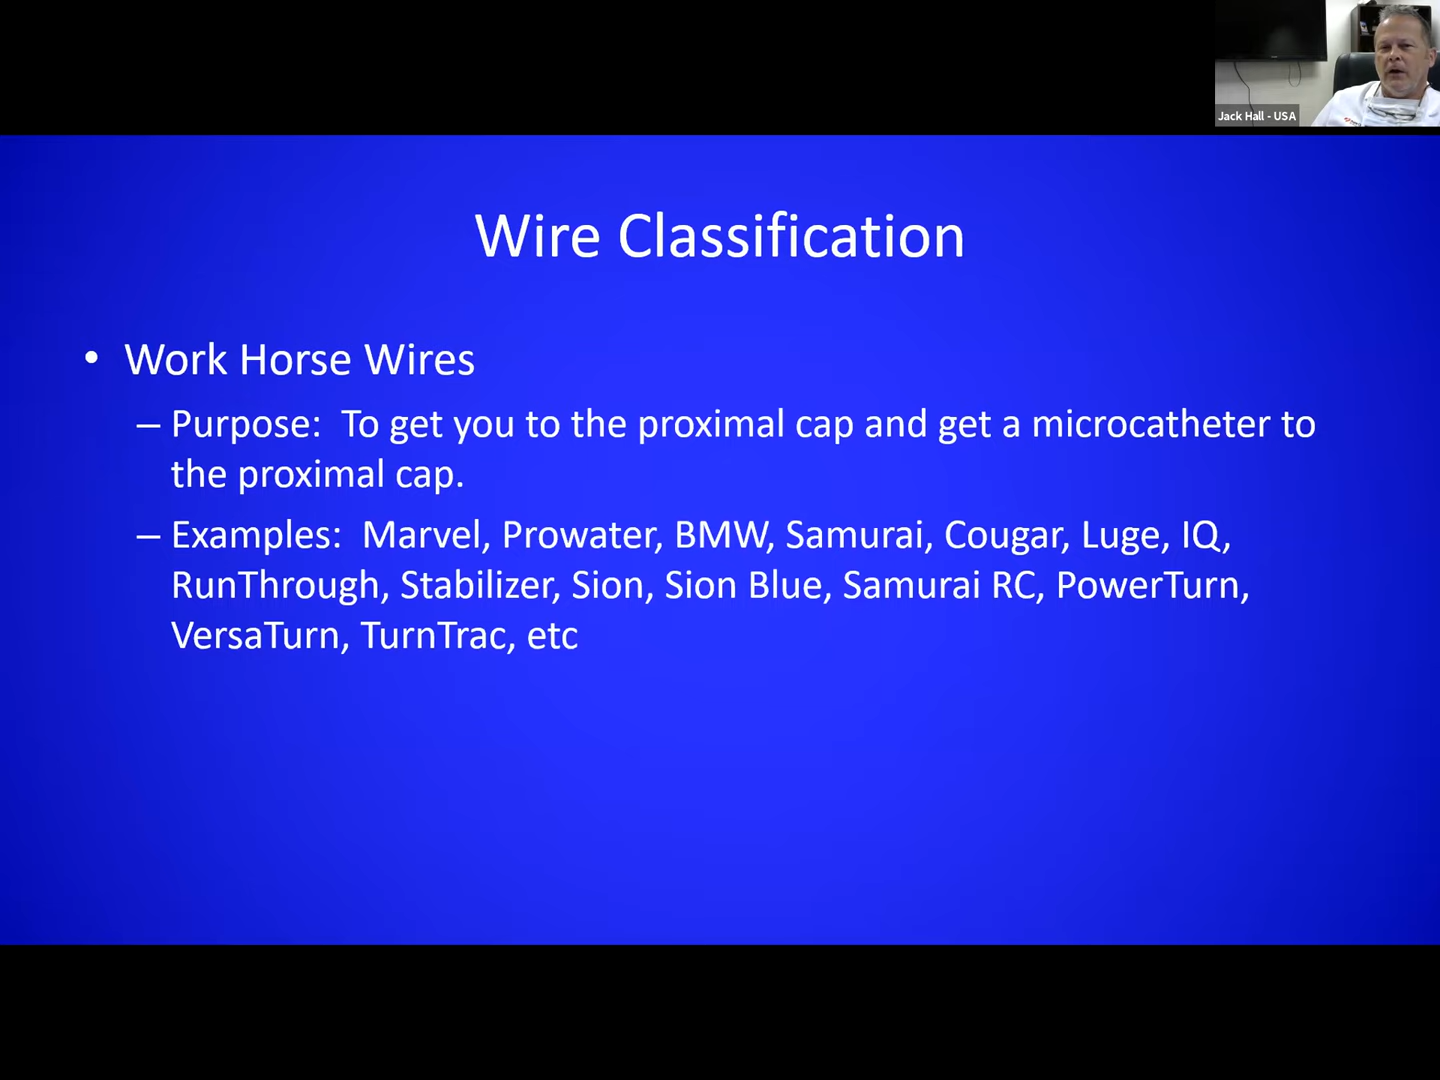 Jack Hall - USA
Wire Classification
• Work Horse Wires
– Purpose:  To get you to the proximal cap and get a microcatheter to
the proximal cap.
– Examples:  Marvel, Prowater, BMW, Samurai, Cougar, Luge, IQ,
RunThrough, Stabilizer, Sion, Sion Blue, Samurai RC, PowerTurn,
VersaTurn, TurnTrac, etc